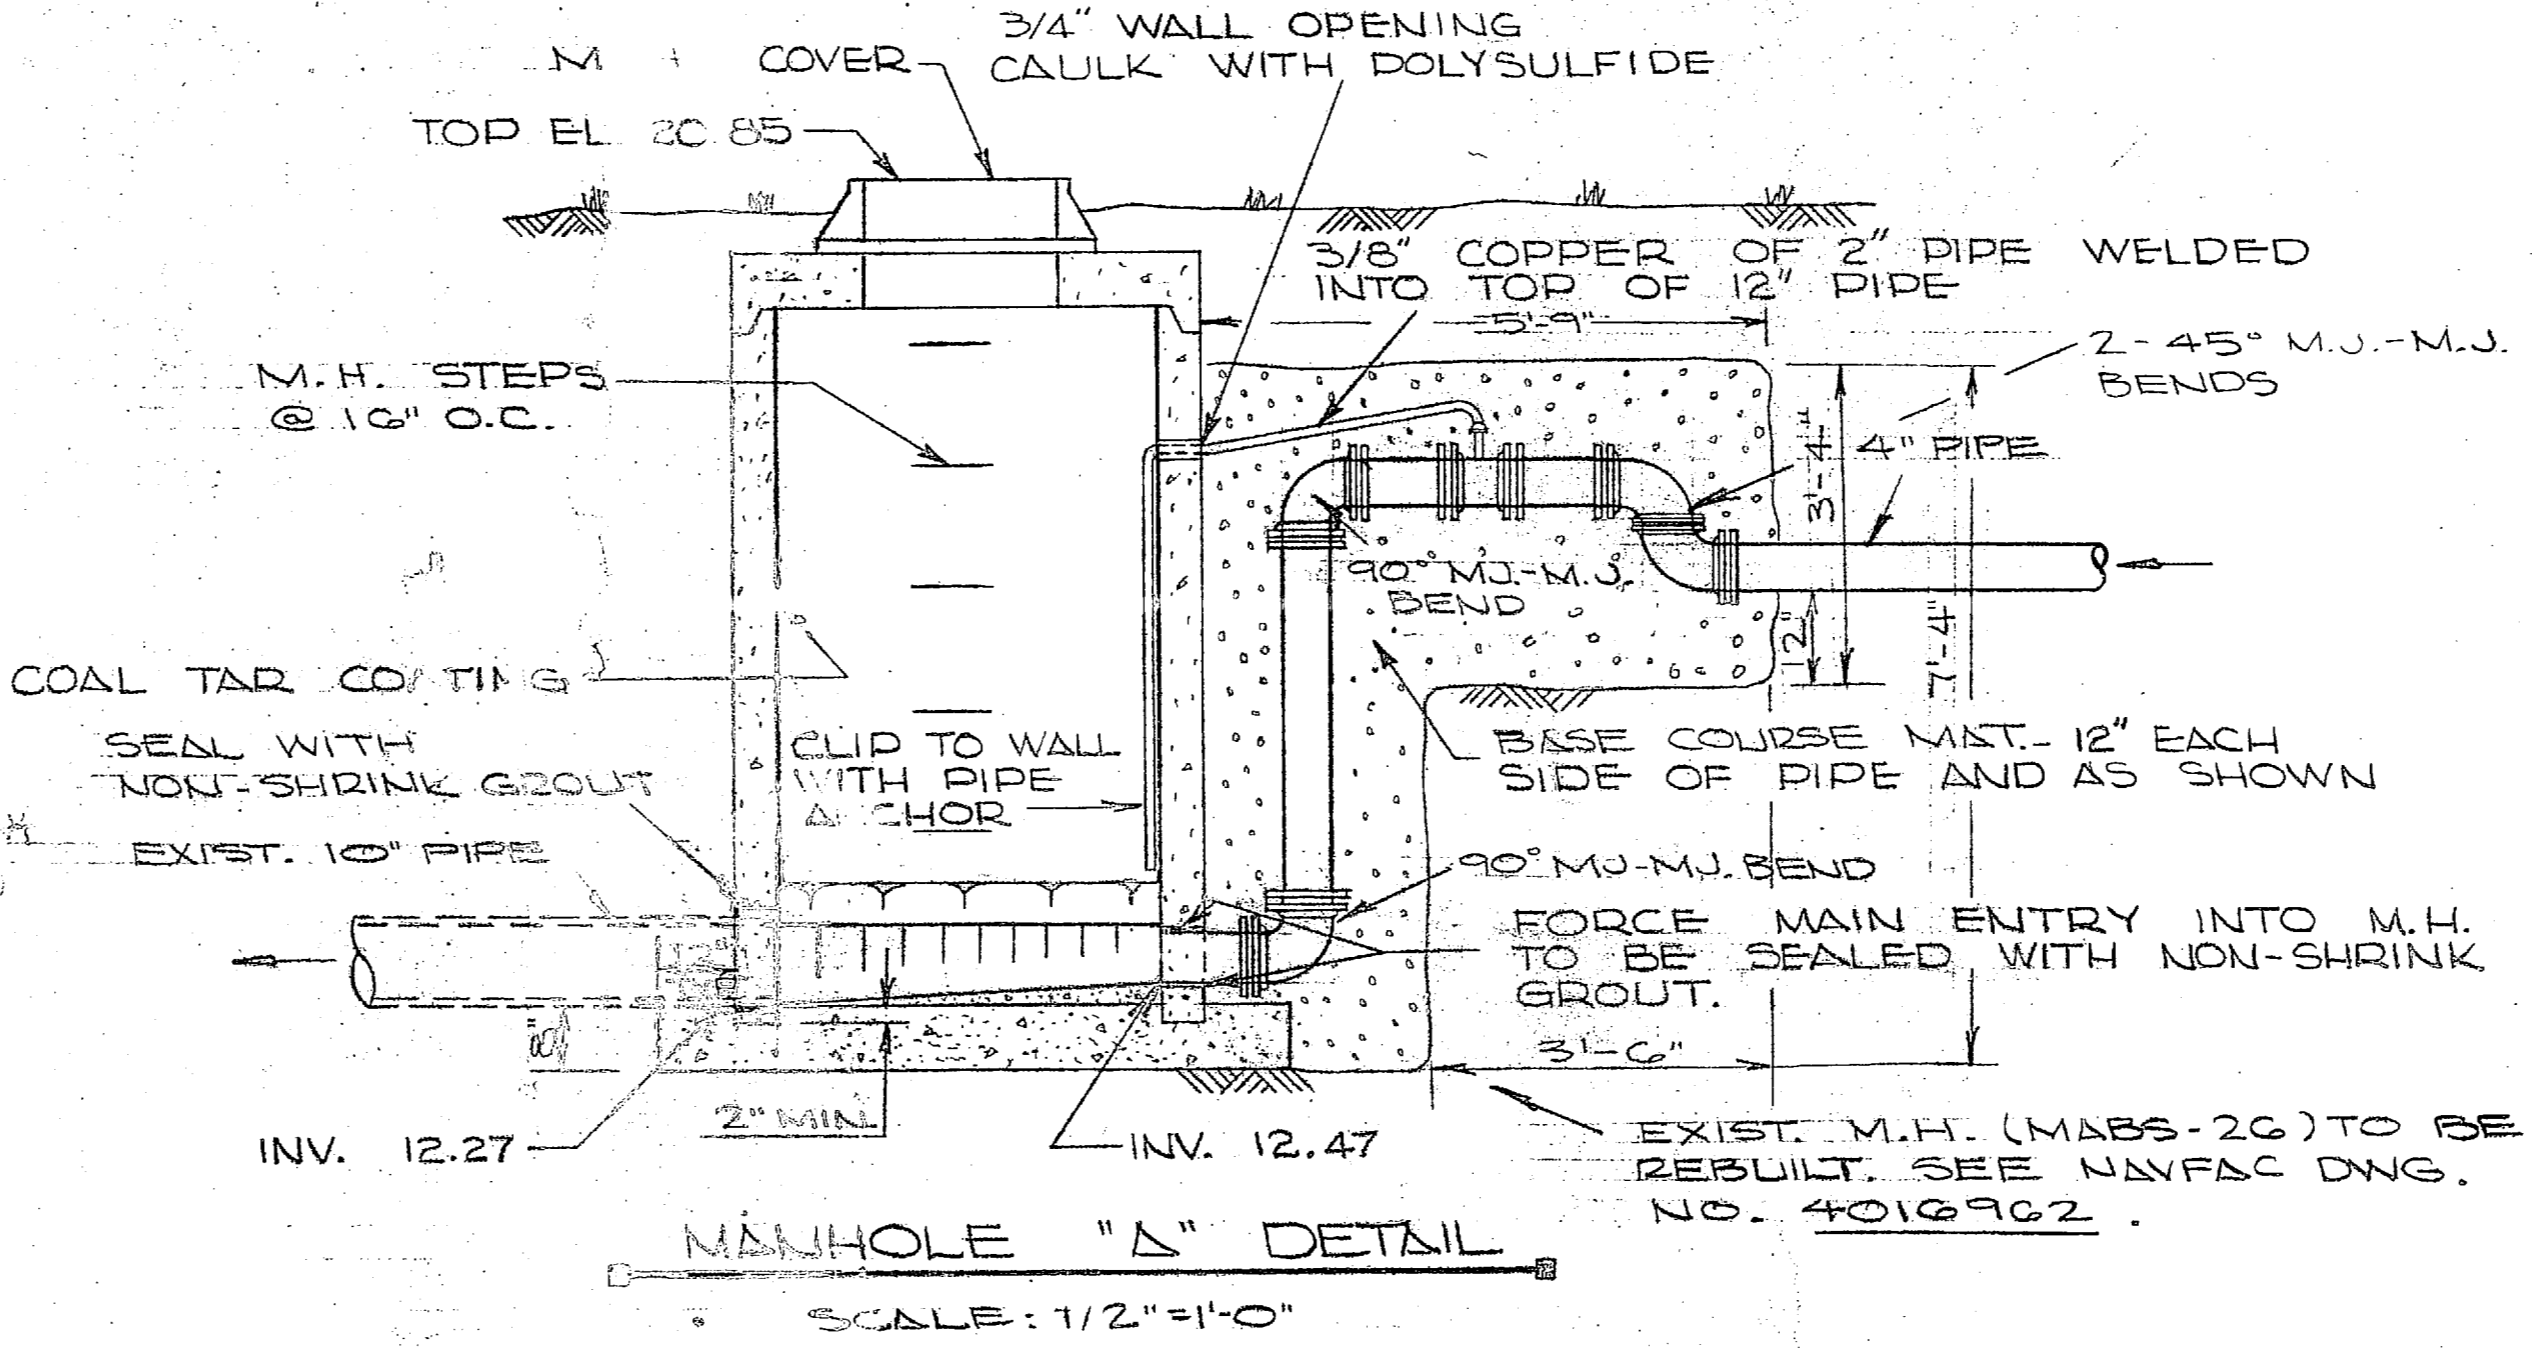 3/4" WALL OPENING
CAULK WITH POLYSULFIDE
M COVER
TOP EL 20.85
3/8" COPPER OF 2" PIPE WELDED
INTO TOP OF 12" PIPE
5'-9"
2-45° M.J.-M.J.
BENDS
M.H. STEPS
@ 16" O.C.
3'-4"
4" PIPE
90° MJ.-M.J.
BEND
12"
7'-4"
COAL TAR COATING
SEAL WITH
NON-SHRINK GROUT
CLIP TO WALL
WITH PIPE
ANCHOR
BASE COURSE MAT.- 12" EACH
SIDE OF PIPE AND AS SHOWN
EXIST. 10" PIPE
90° MJ-MJ. BEND
FORCE MAIN ENTRY INTO M.H.
TO BE SEALED WITH NON-SHRINK
GROUT.
12"
8"
3'-6"
2" MIN
INV. 12.27
INV. 12.47
EXIST. M.H. (MABS-26) TO BE
REBUILT. SEE NAVFAC DWG.
NO. 4016962.
MANHOLE "A" DETAIL
SCALE: 1/2"=1'-0"